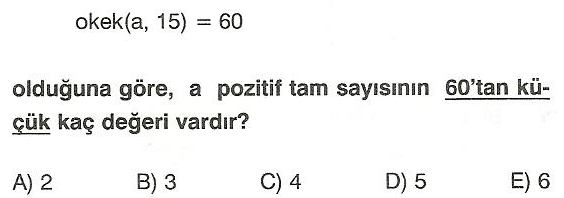 okek(a, 15) = 60
olduğuna göre, a pozitif tam sayısının 60'tan kü-
çük kaç değeri vardır?
A) 2 B) 3 C) 4 D) 5 E) 6